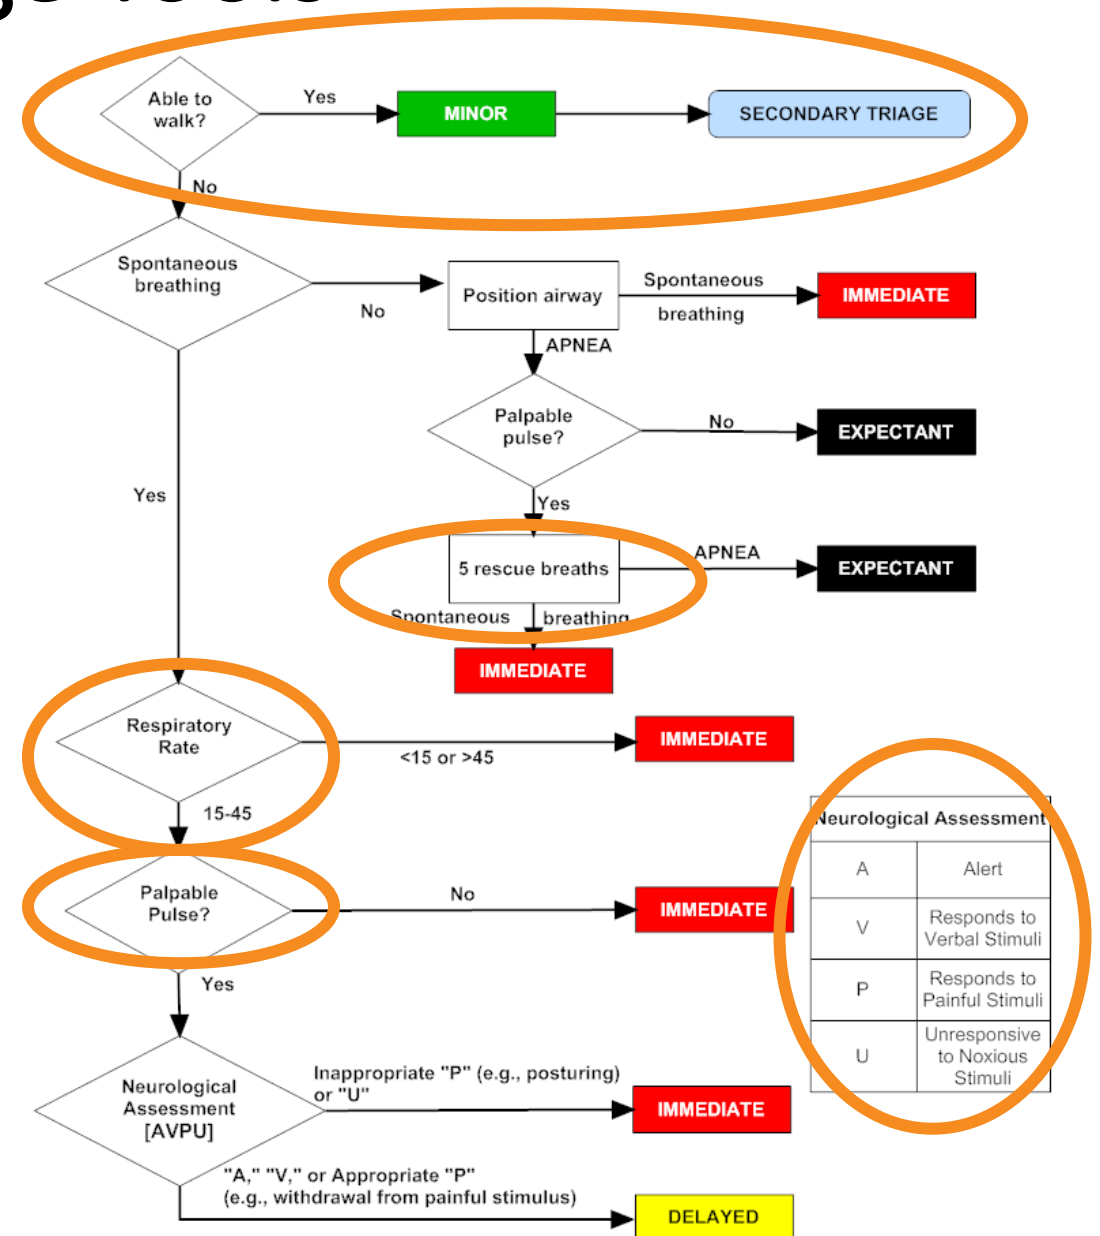 Able to
walk?
Yes
MINOR
SECONDARY TRIAGE
No
Spontaneous
breathing
No
Position airway
Spontaneous
breathing
IMMEDIATE
APNEA
Palpable
pulse?
No
EXPECTANT
Yes
Yes
5 rescue breaths
APNEA
EXPECTANT
Spontaneous breathing
IMMEDIATE
Respiratory
Rate
<15 or >45
IMMEDIATE
15-45
Palpable
Pulse?
No
IMMEDIATE
Yes
Neurological
Assessment
[AVPU]
Inappropriate "P" (e.g., posturing)
or "U"
IMMEDIATE
"A," "V," or Appropriate "P"
(e.g., withdrawal from painful stimulus)
DELAYED
Neurological Assessment
A Alert
V Responds to
Verbal Stimuli
P Responds to
Painful Stimuli
U Unresponsive
to Noxious
Stimuli